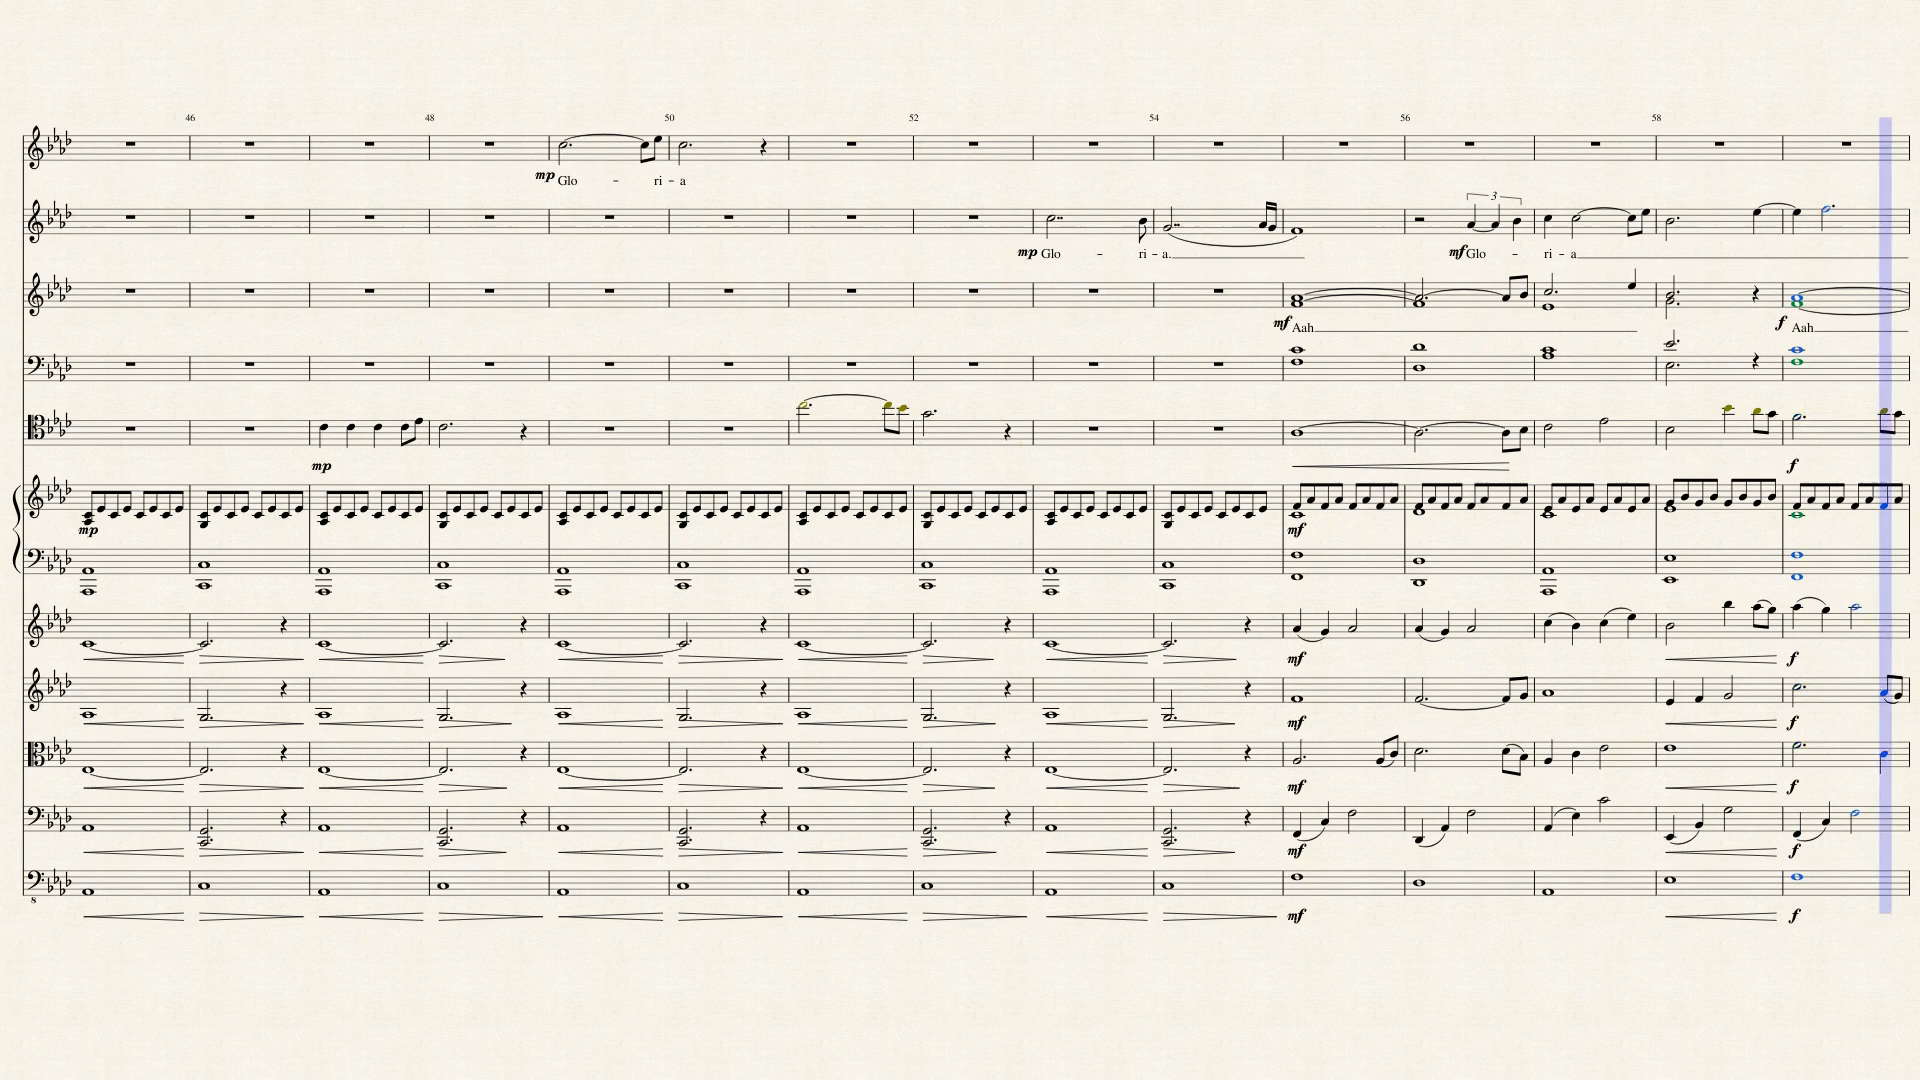 46 48 50 52 54 56 58
mp Glo - ri - a
3
mp Glo - ri - a. mf Glo - ri - a
mf Aah f Aah
mp f
mp mf
mf f
mf f
mf f
mf f
8
mf f